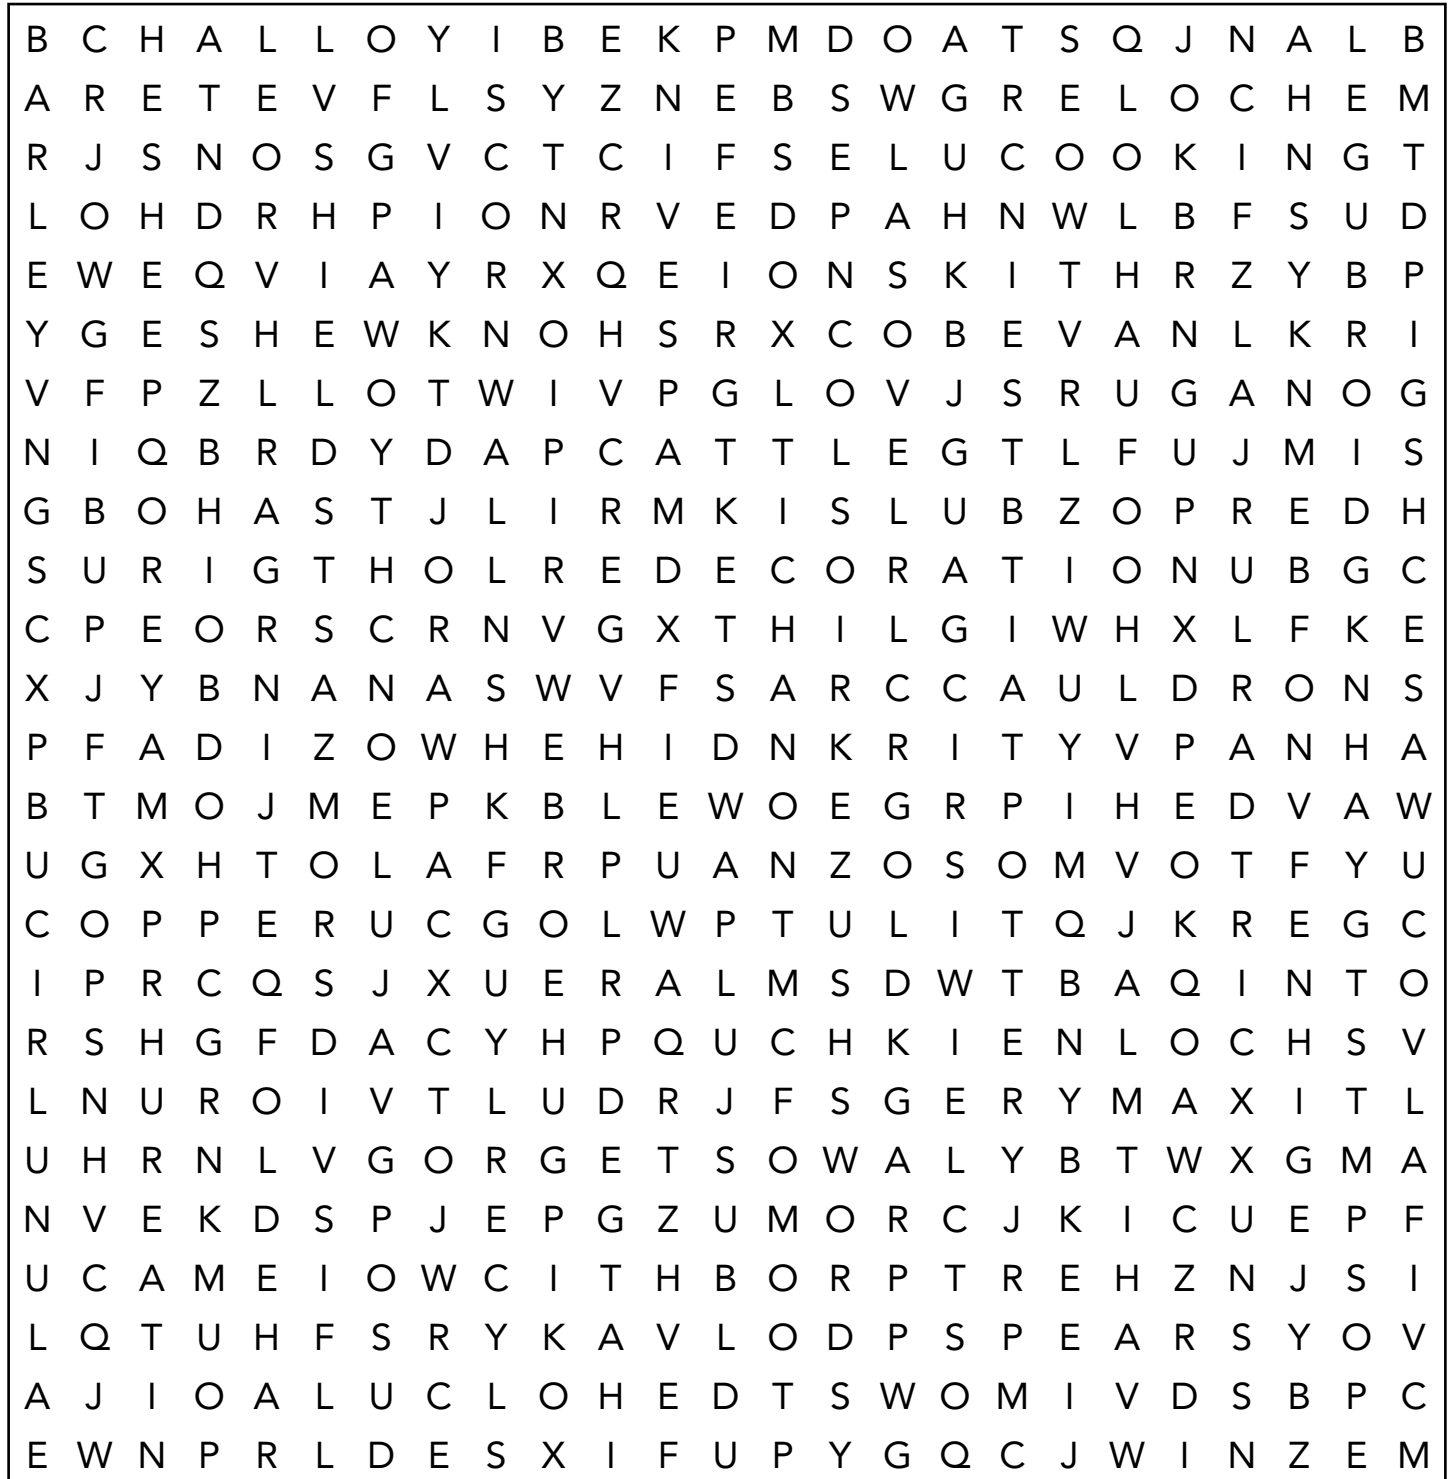 B C H A L L O Y I B E K P M D O A T S Q J N A L B
A R E T E V F L S Y Z N E B S W G R E L O C H E M
R J S N O S G V C T C I F S E L U C O O K I N G T
L O H D R H P I O N R V E D P A H N W L B F S U D
E W E Q V I A Y R X Q E I O N S K I T H R Z Y B P
Y G E S H E W K N O H S R X C O B E V A N L K R I
V F P Z L L O T W I V P G L O V J S R U G A N O G
N I Q B R D Y D A P C A T T L E G T L F U J M I S
G B O H A S T J L I R M K I S L U B Z O P R E D H
S U R I G T H O L R E D E C O R A T I O N U B G C
C P E O R S C R N V G X T H I L G I W H X L F K E
X J Y B N A N A S W V F S A R C C A U L D R O N S
P F A D I Z O W H E H I D N K R I T Y V P A N H A
B T M O J M E P K B L E W O E G R P I H E D V A W
U G X H T O L A F R P U A N Z O S O M V O T F Y U
C O P P E R U C G O L W P T U L I T Q J K R E G C
I P R C Q S J X U E R A L M S D W T B A Q I N T O
R S H G F D A C Y H P Q U C H K I E N L O C H S V
L N U R O I V T L U D R J F S G E R Y M A X I T L
U H R N L V G O R G E T S O W A L Y B T W X G M A
N V E K D S P J E P G Z U M O R C J K I C U E P F
U C A M E I O W C I T H B O R P T R E H Z N J S I
L Q T U H F S R Y K A V L O D P S P E A R S Y O V
A J I O A L U C L O H E D T S W O M I V D S B P C
E W N P R L D E S X I F U P Y G Q C J W I N Z E M